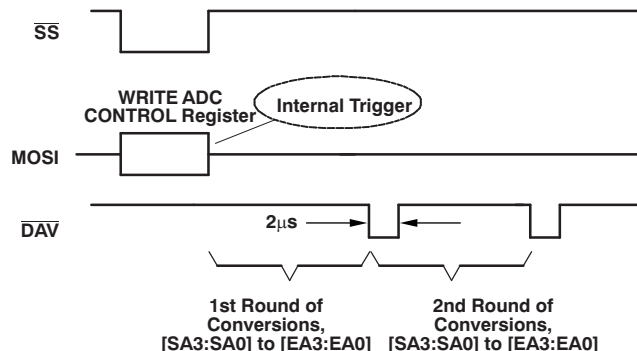 SS
WRITE ADC
CONTROL Register
Internal Trigger
MOSI
DAV
2µs
1st Round of
Conversions,
[SA3:SA0] to [EA3:EA0]
2nd Round of
Conversions,
[SA3:SA0] to [EA3:EA0]